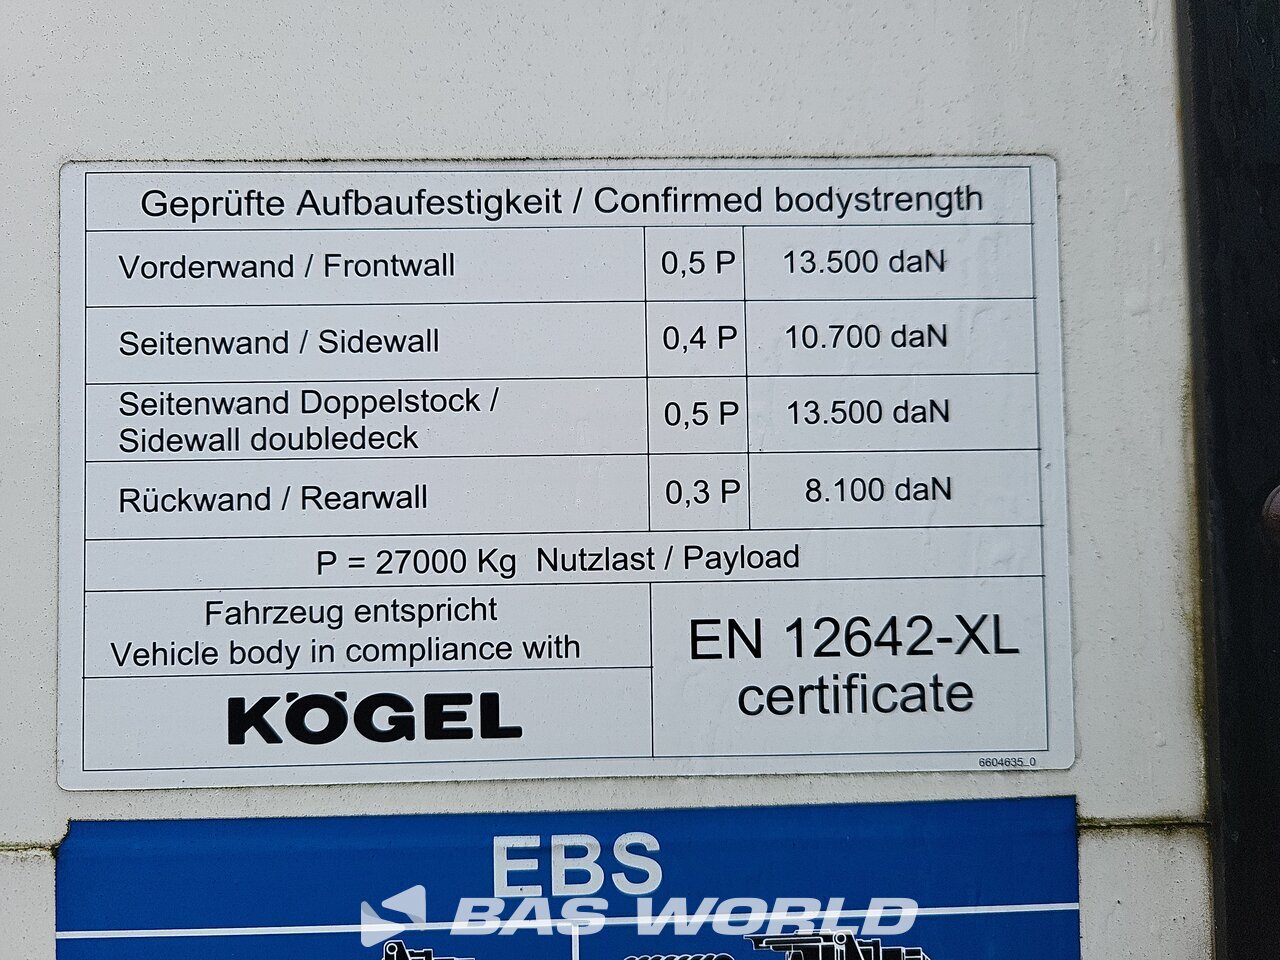 Geprüfte Aufbaufestigkeit / Confirmed bodystrength
Vorderwand / Frontwall 0,5 P 13.500 daN
Seitenwand / Sidewall 0,4 P 10.700 daN
Seitenwand Doppelstock /
Sidewall doubledeck 0,5 P 13.500 daN
Rückwand / Rearwall 0,3 P 8.100 daN
P = 27000 Kg Nutzlast / Payload
Fahrzeug entspricht
Vehicle body in compliance with
EN 12642-XL
certificate
KÖGEL
6604635_0
EBS
BAS WORLD